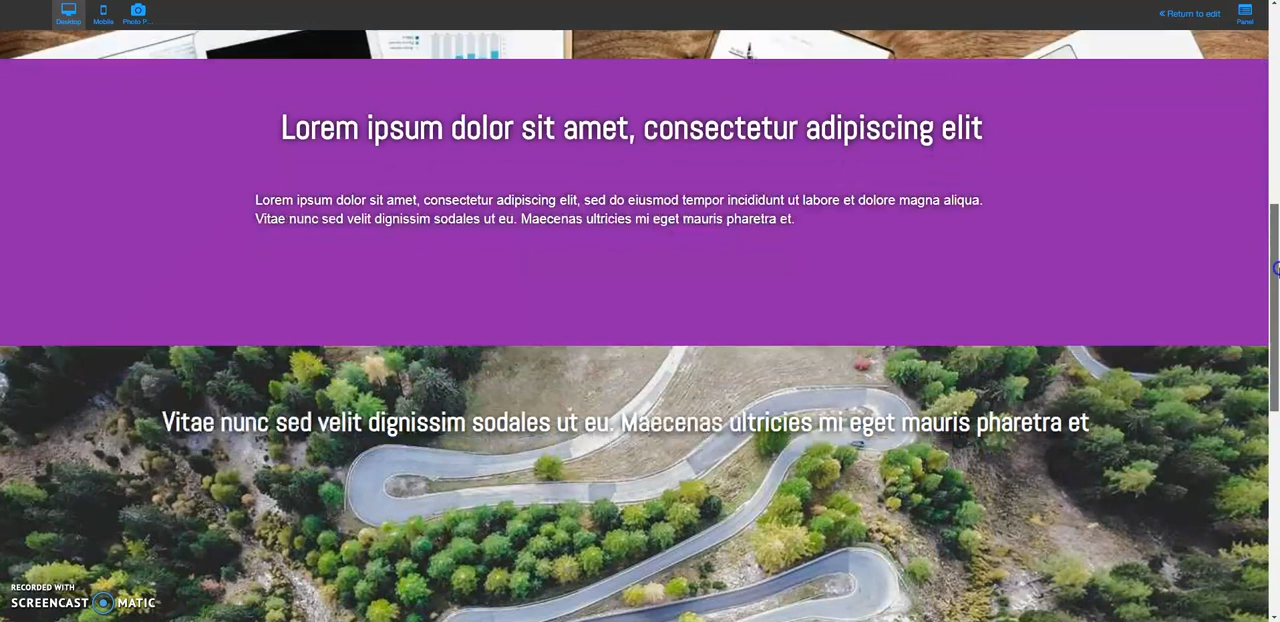 Desktop Mobile Photo P... « Return to edit Panel
Lorem ipsum dolor sit amet, consectetur adipiscing elit
Lorem ipsum dolor sit amet, consectetur adipiscing elit, sed do eiusmod tempor incididunt ut labore et dolore magna aliqua.
Vitae nunc sed velit dignissim sodales ut eu. Maecenas ultricies mi eget mauris pharetra et.
Vitae nunc sed velit dignissim sodales ut eu. Maecenas ultricies mi eget mauris pharetra et
RECORDED WITH
SCREENCAST MATIC